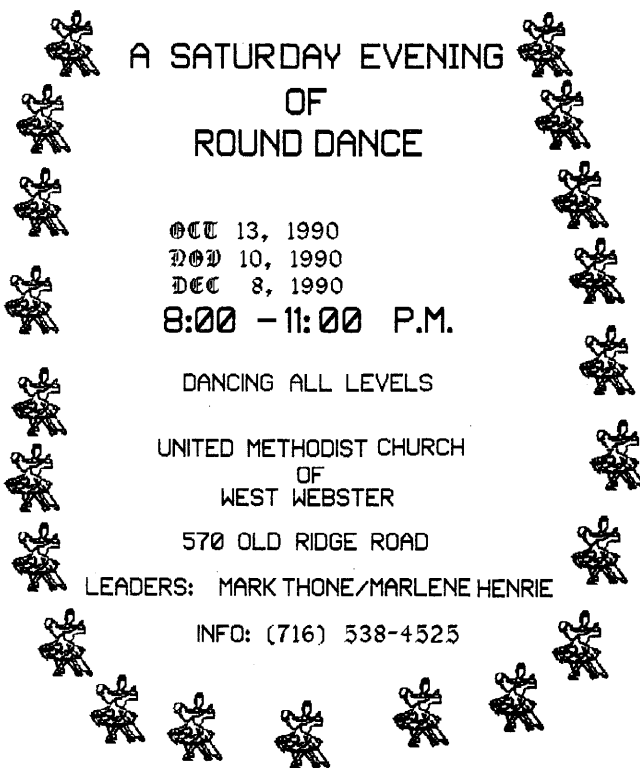 A SATURDAY EVENING
OF
ROUND DANCE
OCT 13, 1990
NOV 10, 1990
DEC 8, 1990
8:00 - 11:00 P.M.
DANCING ALL LEVELS
UNITED METHODIST CHURCH
OF
WEST WEBSTER
570 OLD RIDGE ROAD
LEADERS: MARK THONE/MARLENE HENRIE
INFO: (716) 538-4525